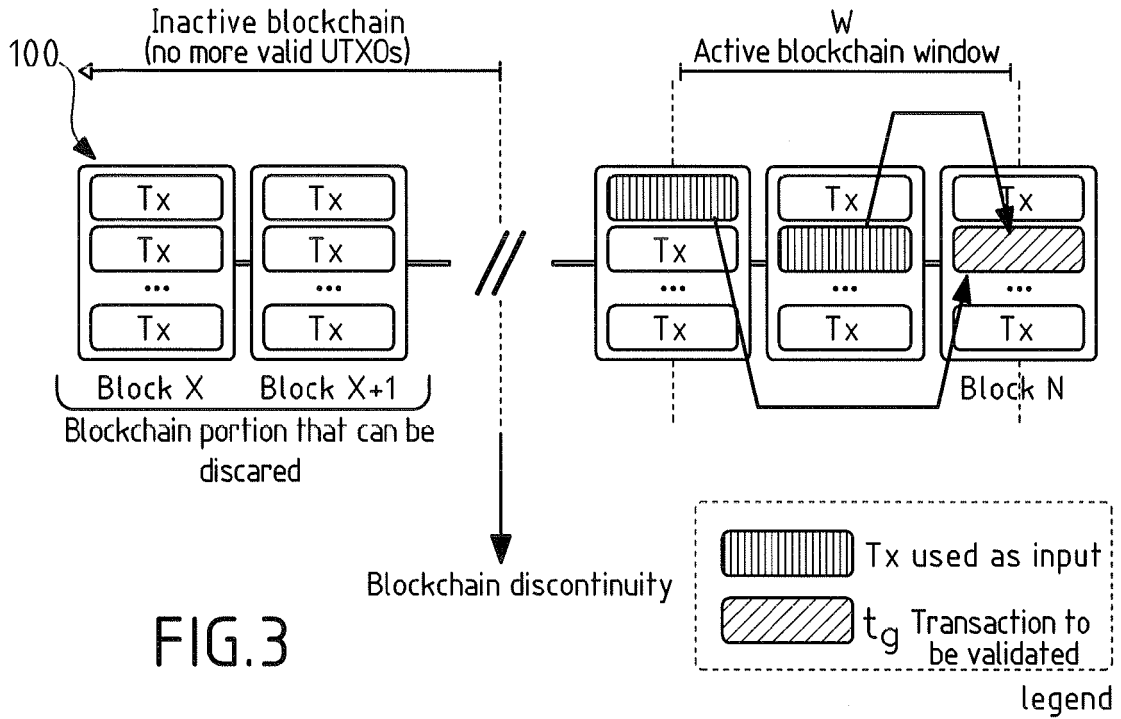 Inactive blockchain
(no more valid UTXOs)
100
W
Active blockchain window
Tx
Tx
...
Tx
Tx
Tx
...
Tx
Tx
...
Tx
Tx
...
Tx
Tx
...
Tx
Block X
Block X+1
Block N
Blockchain portion that can be
discared
Blockchain discontinuity
Tx used as input
tg Transaction to
be validated
legend
FIG.3